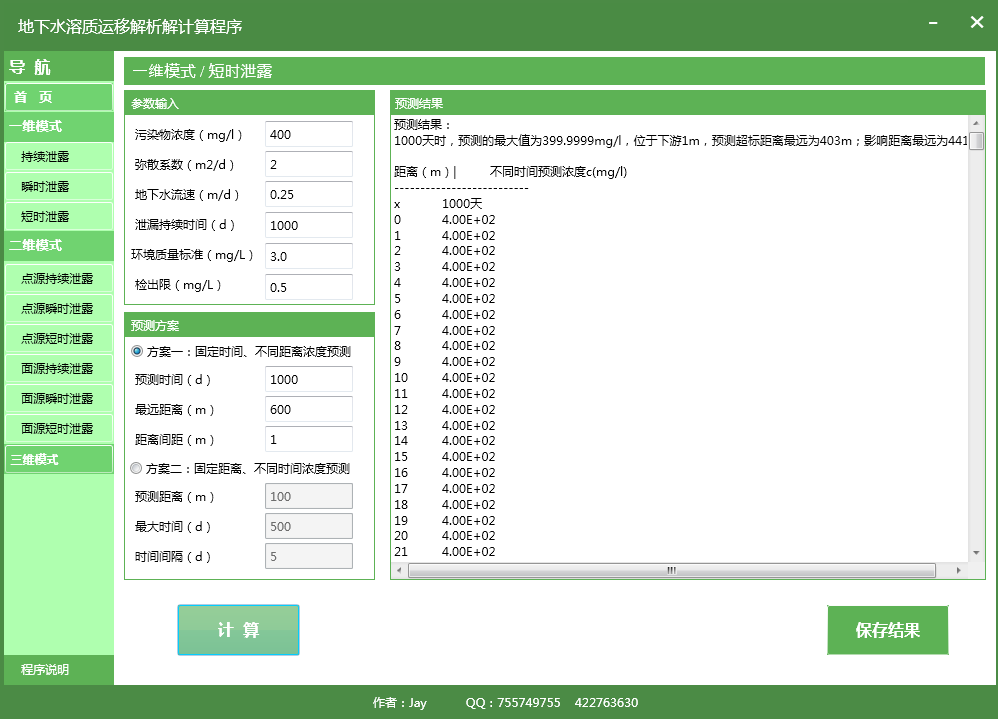 地下水溶质运移解析解计算程序
导 航
首 页
一维模式
持续泄露
瞬时泄露
短时泄露
二维模式
点源持续泄露
点源瞬时泄露
点源短时泄露
面源持续泄露
面源瞬时泄露
面源短时泄露
三维模式
程序说明
一维模式 / 短时泄露
参数输入
污染物浓度（mg/l） 400
弥散系数（m2/d） 2
地下水流速（m/d） 0.25
泄漏持续时间（d） 1000
环境质量标准（mg/L） 3.0
检出限（mg/L） 0.5
预测方案
方案一：固定时间、不同距离浓度预测
预测时间（d） 1000
最远距离（m） 600
距离间距（m） 1
方案二：固定距离、不同时间浓度预测
预测距离（m） 100
最大时间（d） 500
时间间隔（d） 5
计 算
预测结果
预测结果：
1000天时，预测的最大值为399.9999mg/l，位于下游1m，预测超标距离最远为403m；影响距离最远为441
距离（m）| 不同时间预测浓度c(mg/l)
--------------------------
x 1000天
0 4.00E+02
1 4.00E+02
2 4.00E+02
3 4.00E+02
4 4.00E+02
5 4.00E+02
6 4.00E+02
7 4.00E+02
8 4.00E+02
9 4.00E+02
10 4.00E+02
11 4.00E+02
12 4.00E+02
13 4.00E+02
14 4.00E+02
15 4.00E+02
16 4.00E+02
17 4.00E+02
18 4.00E+02
19 4.00E+02
20 4.00E+02
21 4.00E+02
保存结果
作者：Jay QQ：755749755 422763630